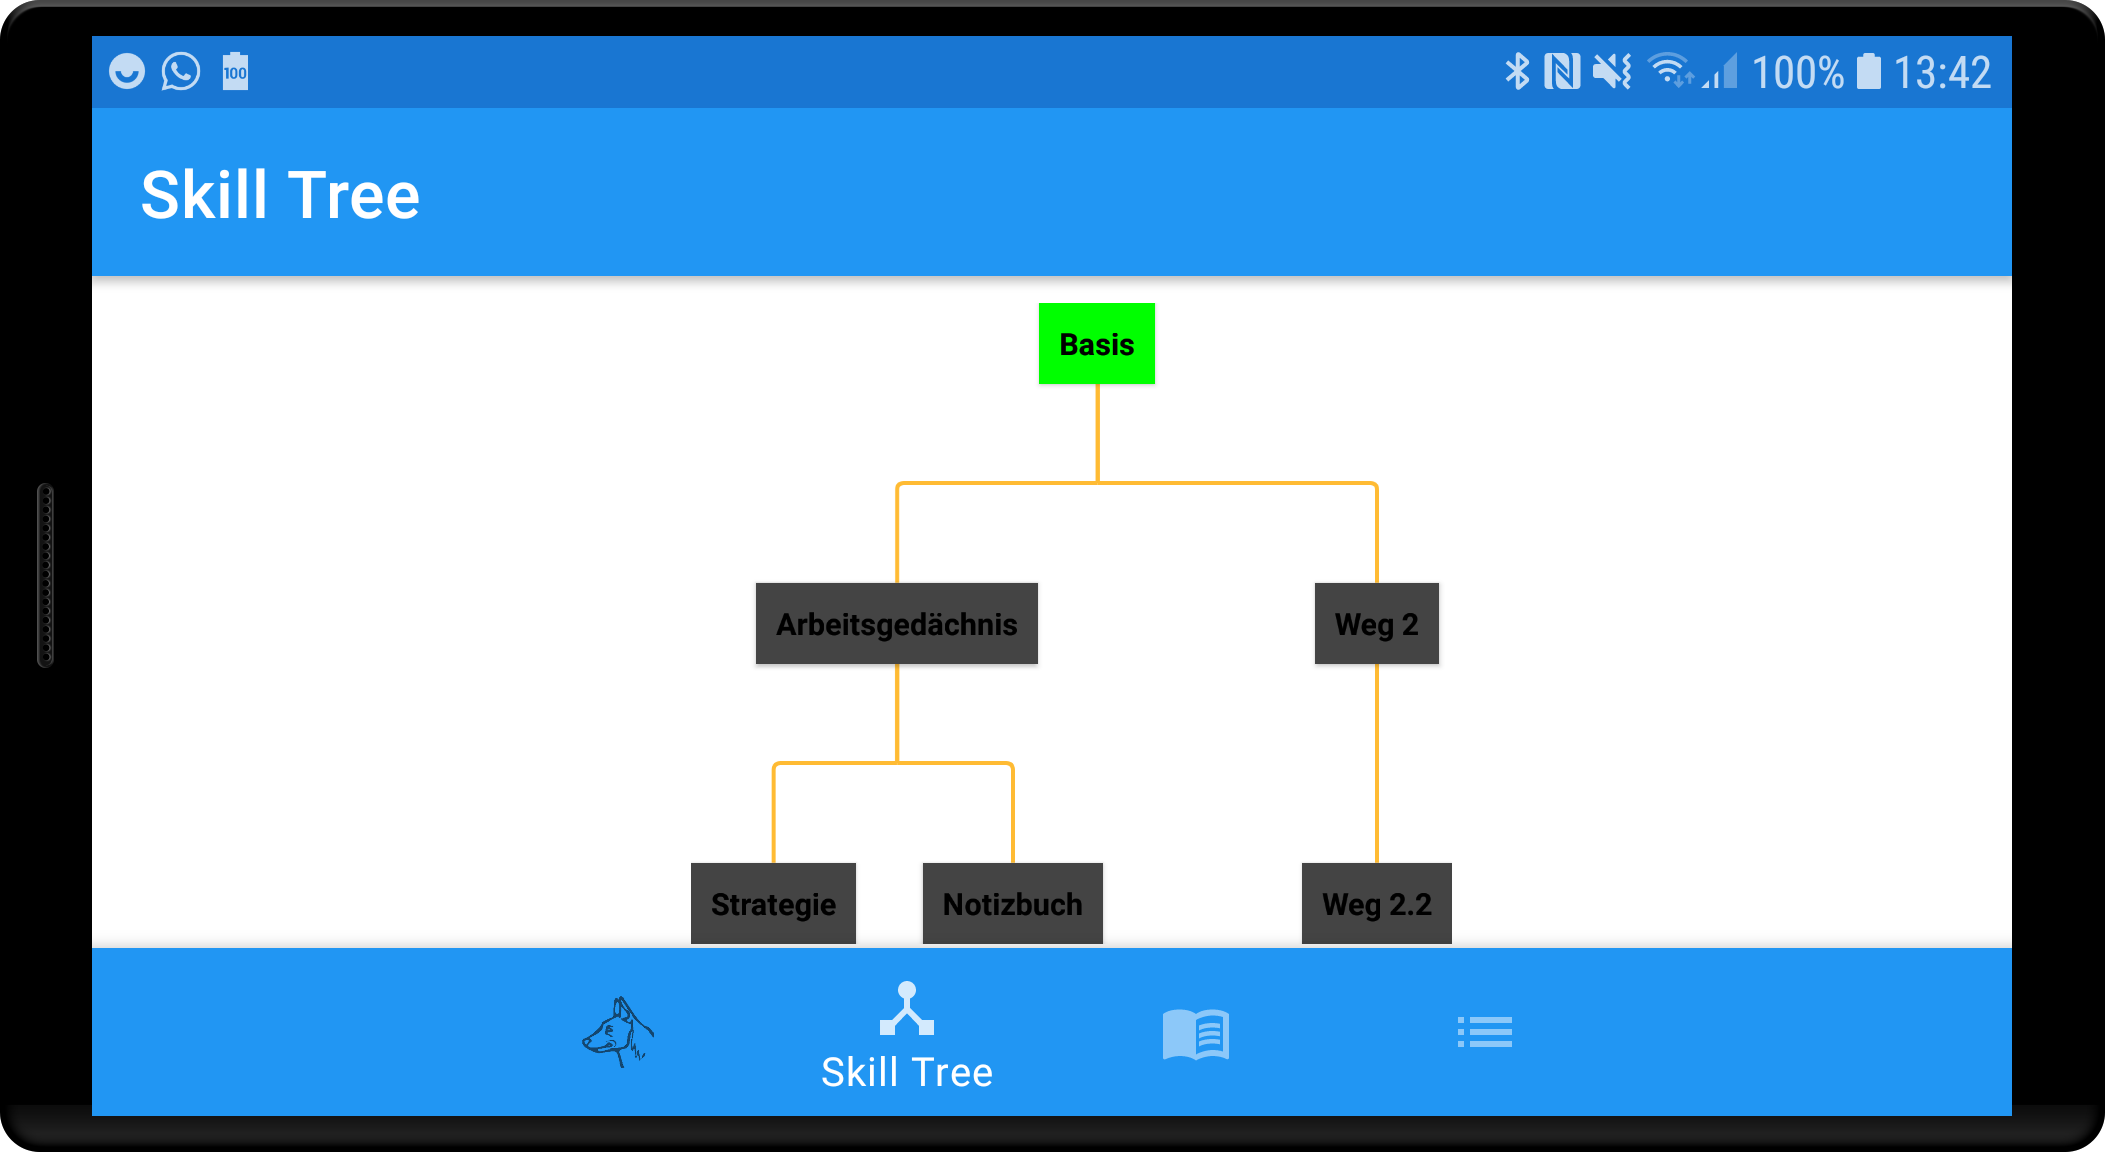 100
100% 13:42
Skill Tree
Basis
Arbeitsgedächnis
Weg 2
Strategie
Notizbuch
Weg 2.2
Skill Tree